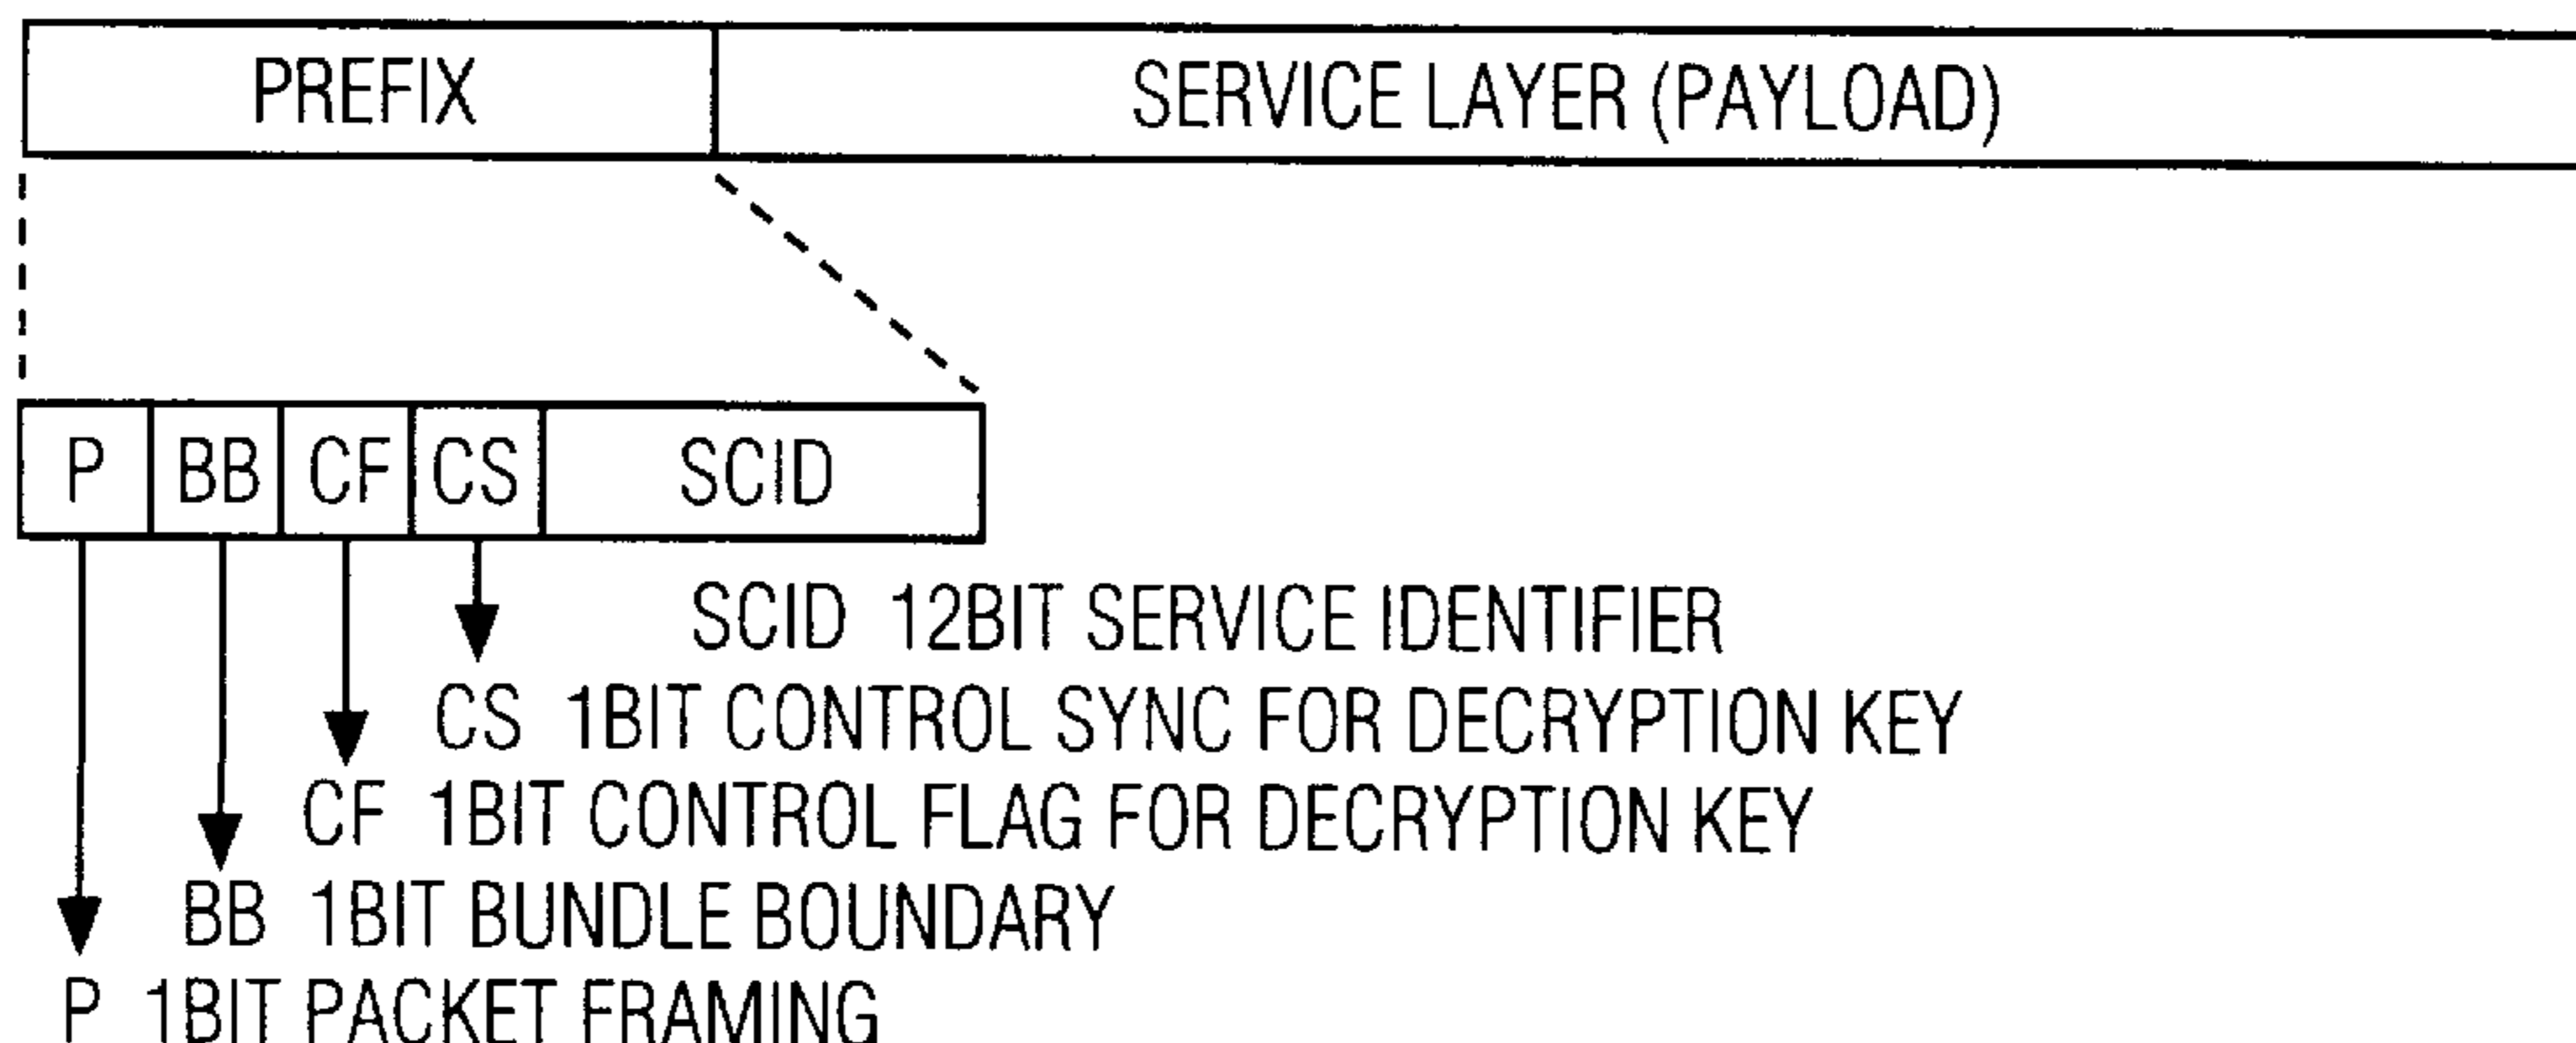 PREFIX SERVICE LAYER (PAYLOAD)
P BB CF CS SCID
SCID 12BIT SERVICE IDENTIFIER
CS 1BIT CONTROL SYNC FOR DECRYPTION KEY
CF 1BIT CONTROL FLAG FOR DECRYPTION KEY
BB 1BIT BUNDLE BOUNDARY
P 1BIT PACKET FRAMING